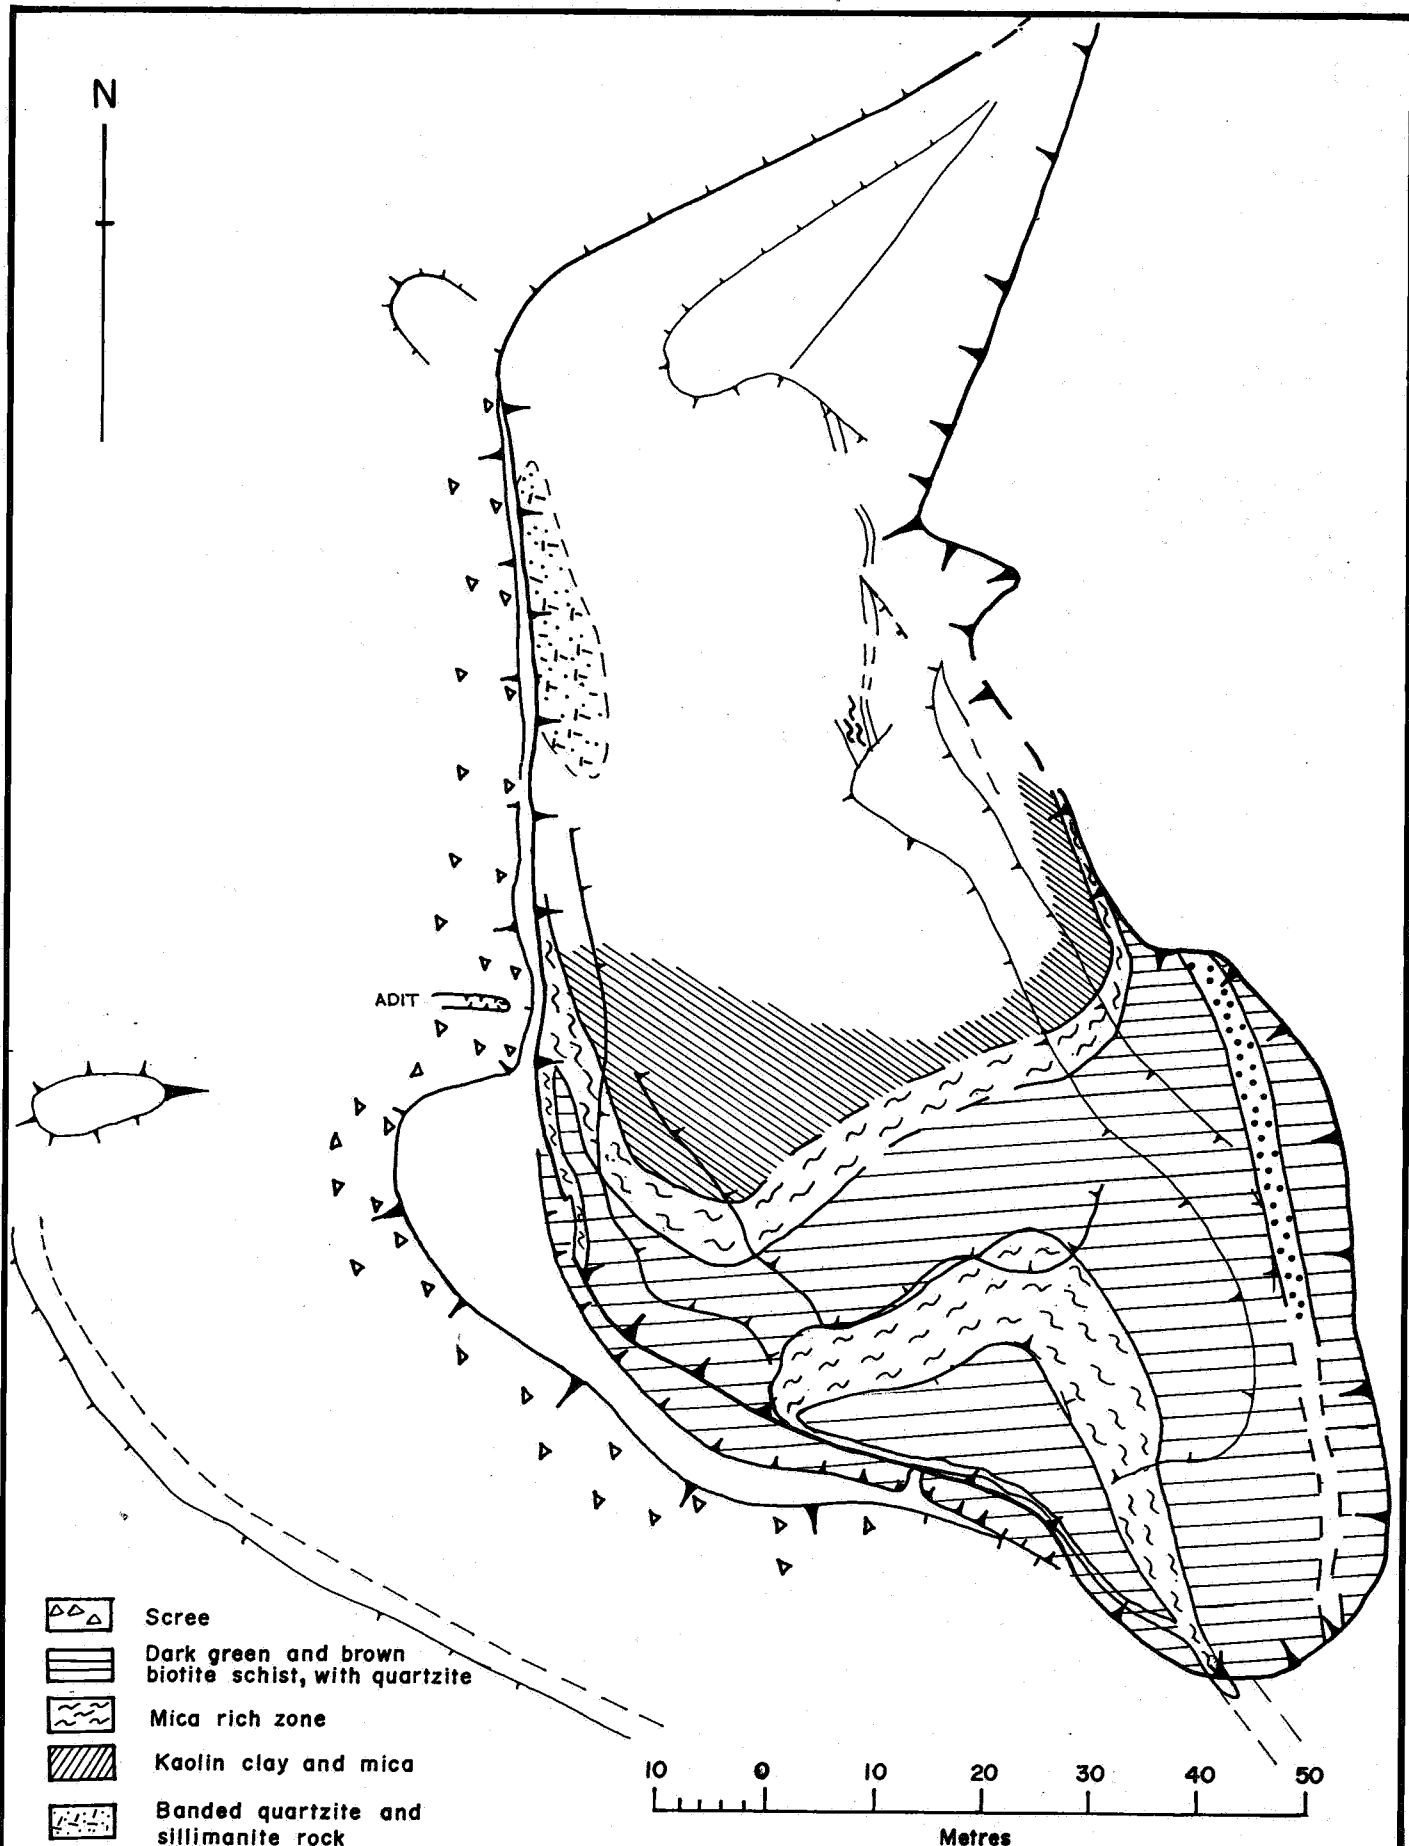 N
ADIT
Scree
Dark green and brown
biotite schist, with quartzite
Mica rich zone
Kaolin clay and mica
Banded quartzite and
sillimanite rock
10 0 10 20 30 40 50
Metres